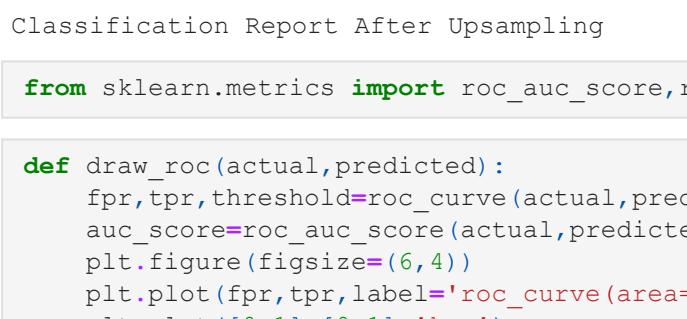 Classification Report After Upsampling
from sklearn.metrics import roc_auc_score,
def draw_roc(actual,predicted):
fpr,tpr,threshold=roc_curve(actual,
auc_score=roc_auc_score(actual,
plt.figure(figsize=(6,4))
plt.plot(fpr,tpr,label='roc_curve(area=